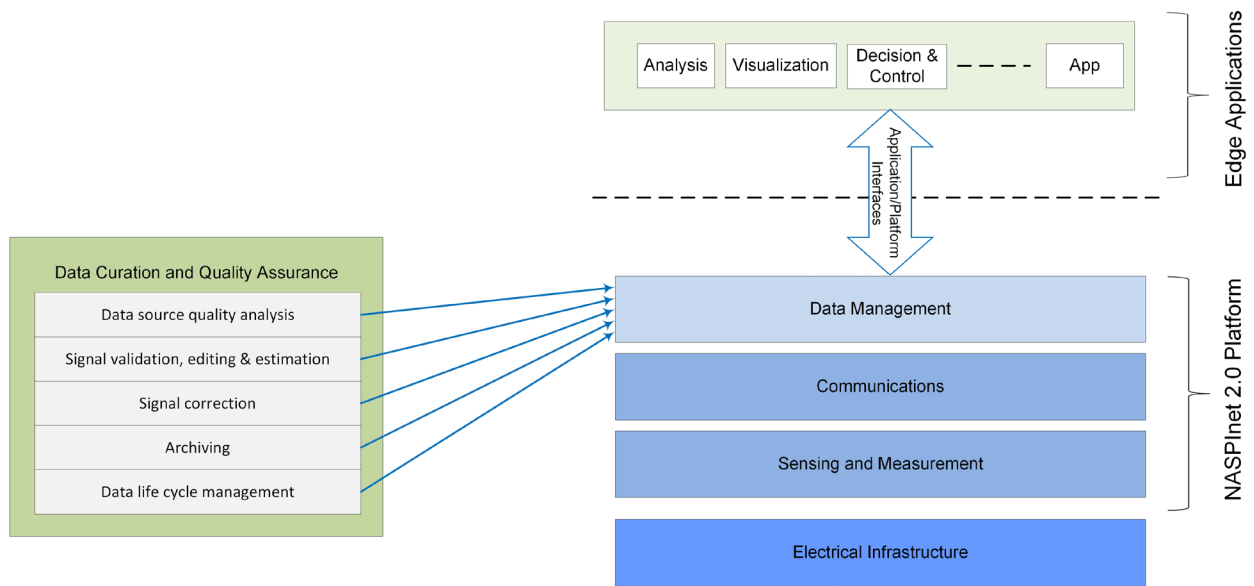 Analysis
Visualization
Decision &
Control
App
Edge Applications
Application/Platform
Interfaces
Data Curation and Quality Assurance
Data source quality analysis
Signal validation, editing & estimation
Signal correction
Archiving
Data life cycle management
Data Management
Communications
Sensing and Measurement
NASPInet 2.0 Platform
Electrical Infrastructure